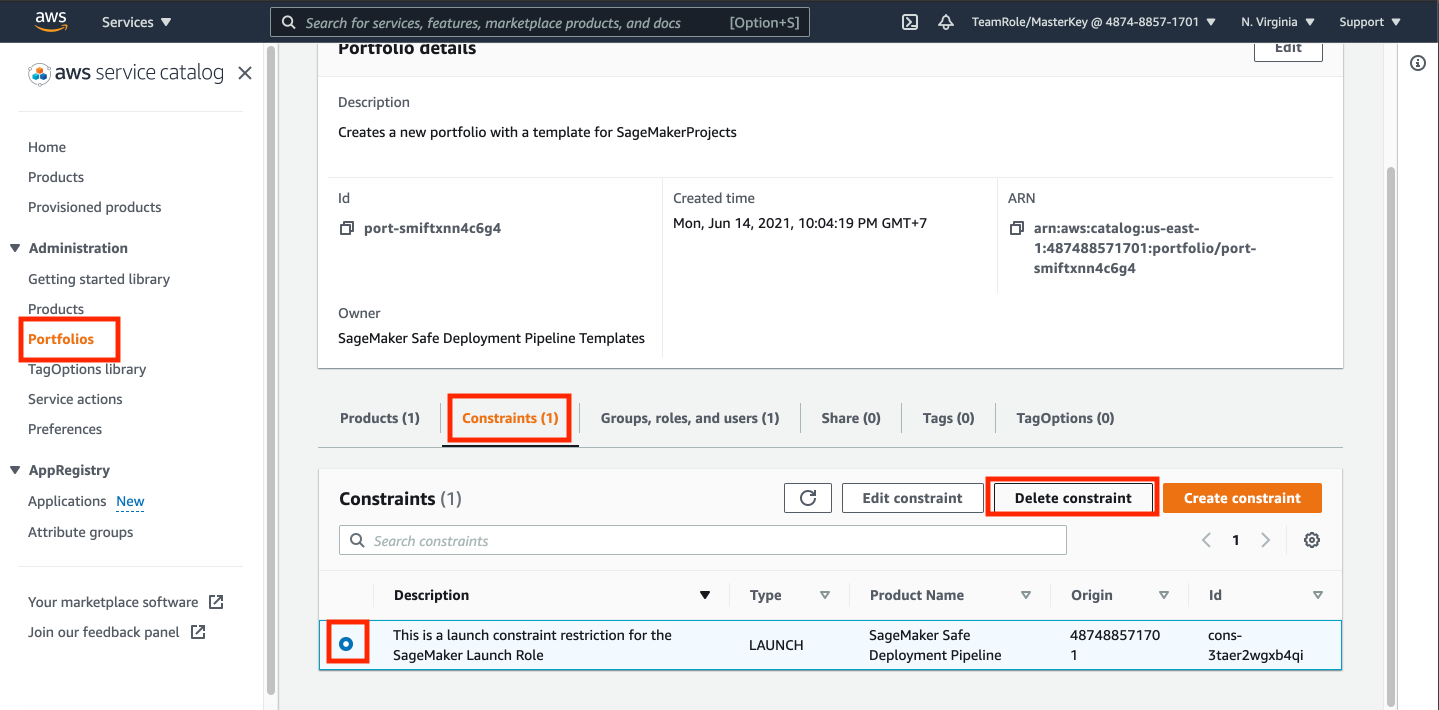 aws
Services
Search for services, features, marketplace products, and docs
[Option+S]
TeamRole/MasterKey @ 4874-8857-1701
N. Virginia
Support
aws service catalog
Home
Products
Provisioned products
Administration
Getting started library
Products
Portfolios
TagOptions library
Service actions
Preferences
AppRegistry
Applications New
Attribute groups
Your marketplace software
Join our feedback panel
Portfolio details
Edit
Description
Creates a new portfolio with a template for SageMakerProjects
Id
port-smiftxnn4c6g4
Created time
Mon, Jun 14, 2021, 10:04:19 PM GMT+7
ARN
arn:aws:catalog:us-east-
1:487488571701:portfolio/port-
smiftxnn4c6g4
Owner
SageMaker Safe Deployment Pipeline Templates
Products (1)
Constraints (1)
Groups, roles, and users (1)
Share (0)
Tags (0)
TagOptions (0)
Constraints (1)
Edit constraint
Delete constraint
Create constraint
Search constraints
1
Description
Type
Product Name
Origin
Id
This is a launch constraint restriction for the
SageMaker Launch Role
LAUNCH
SageMaker Safe
Deployment Pipeline
48748857170
1
cons-
3taer2wgxb4qi